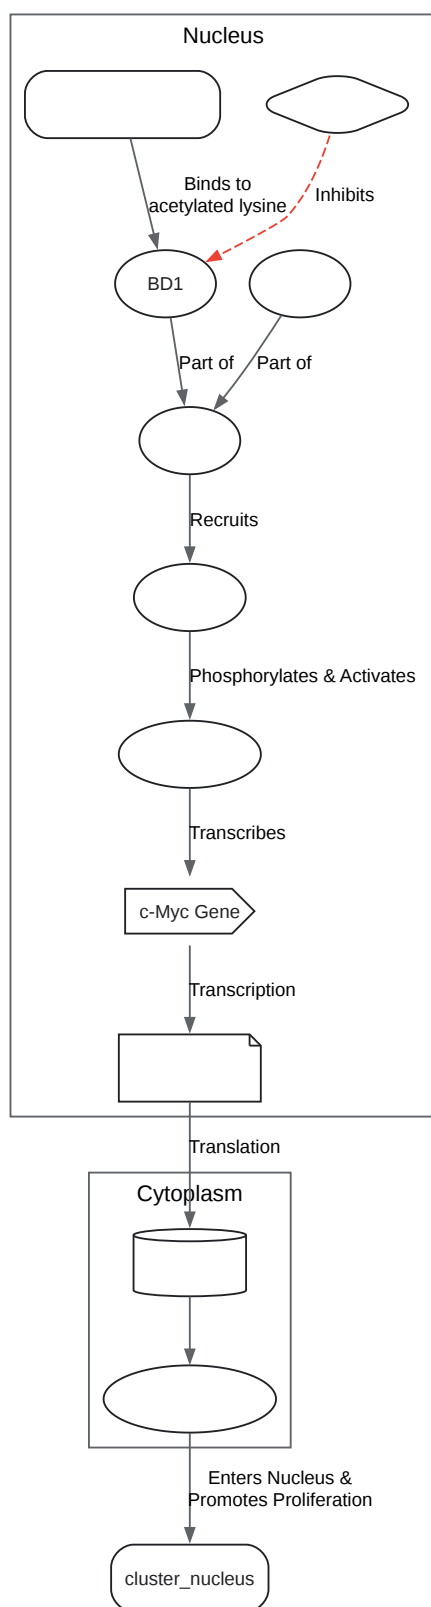 Nucleus
Binds to
acetylated lysine
Inhibits
BD1
Part of
Part of
Recruits
Phosphorylates & Activates
Transcribes
c-Myc Gene
Transcription
Translation
Cytoplasm
Enters Nucleus &
Promotes Proliferation
cluster_nucleus